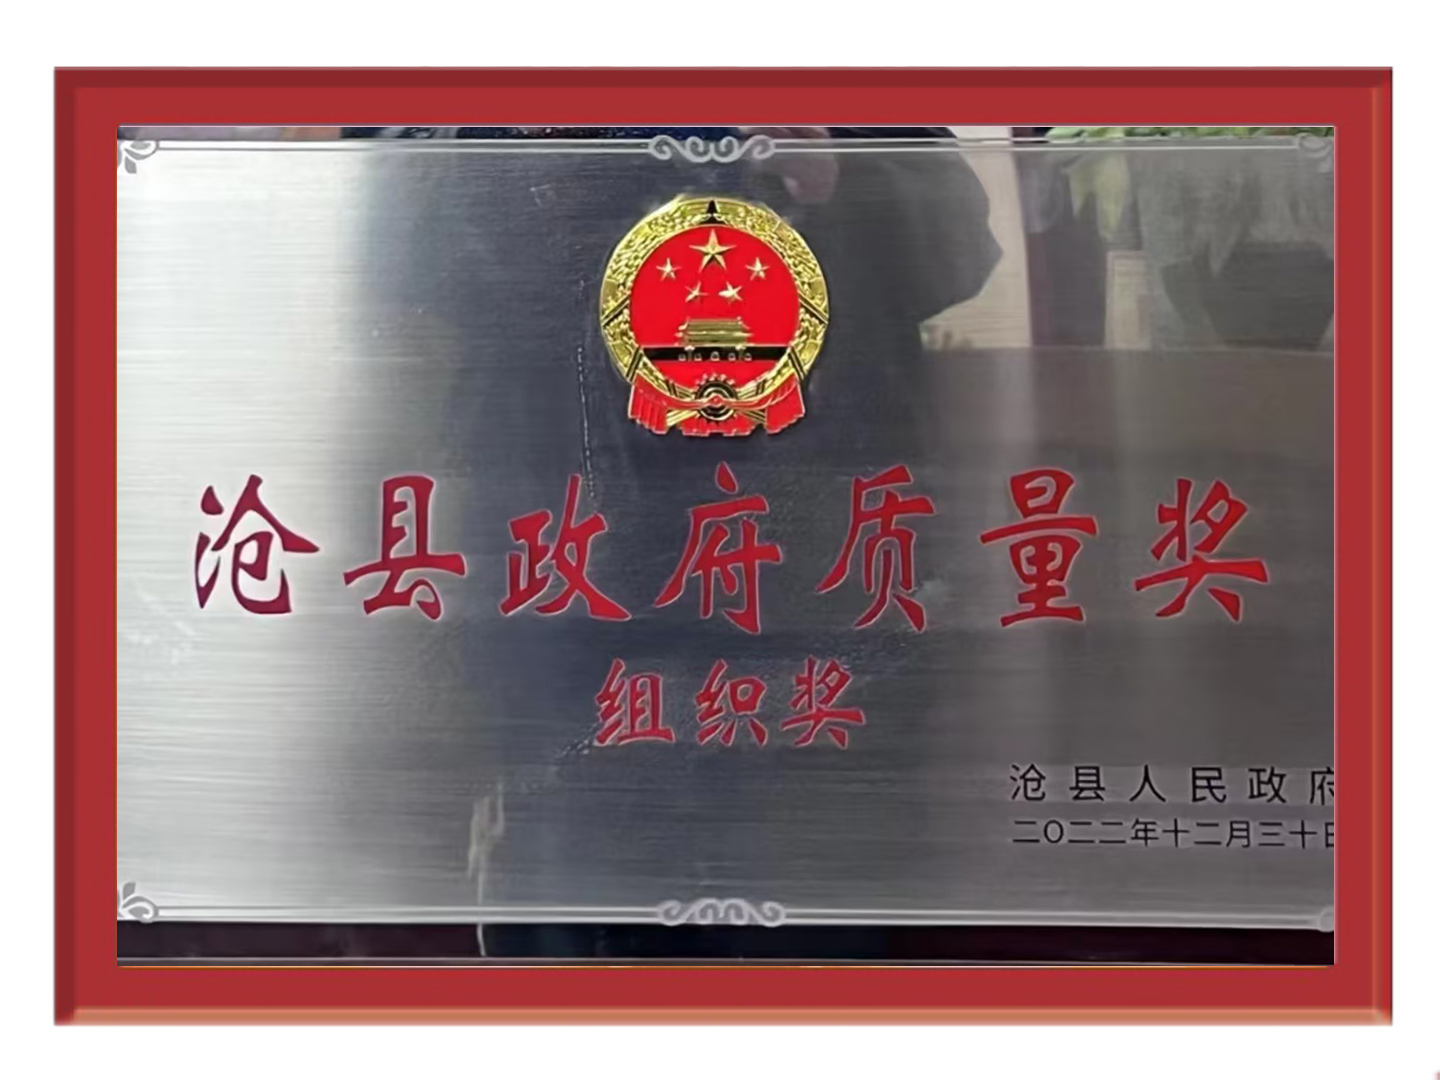 沧县政府质量奖
组织奖
沧县人民政府
二〇二二年十二月三十日